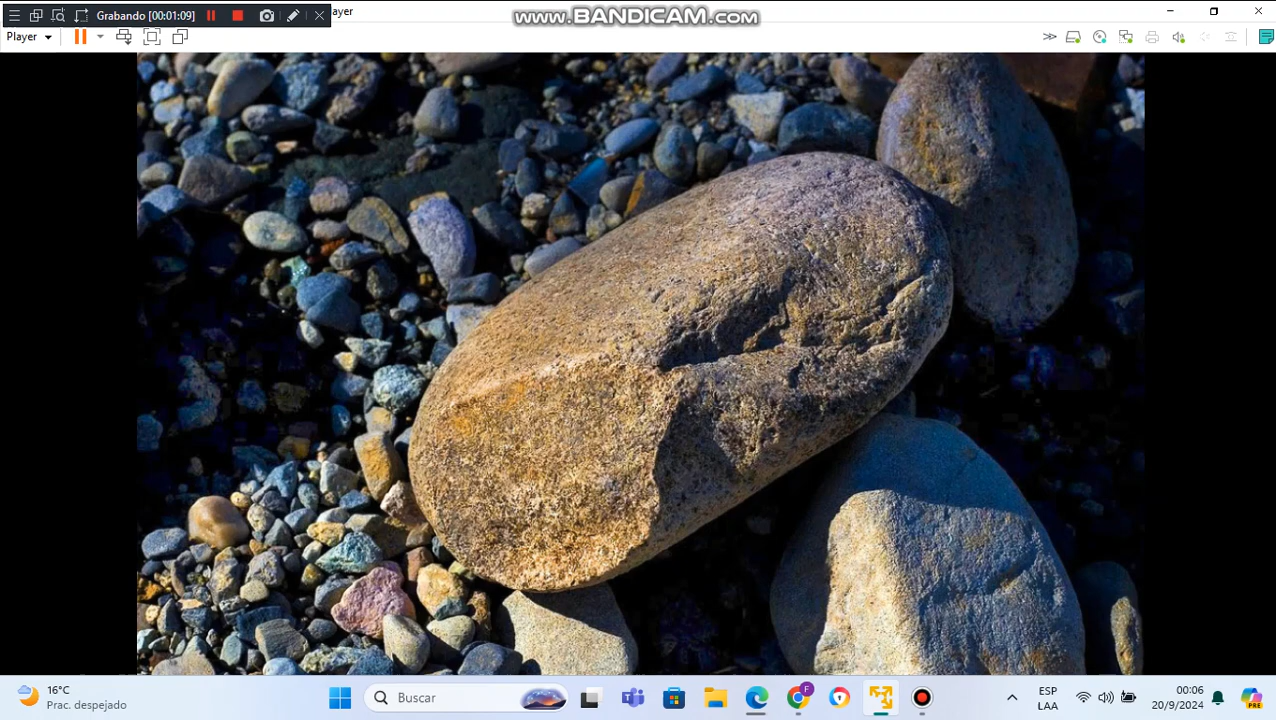 Grabando [00:01:09]
ayer
www.BANDICAM.com
Player
16°C
Prac. despejado
Buscar
ESP
LAA
00:06
20/9/2024
F
PRE